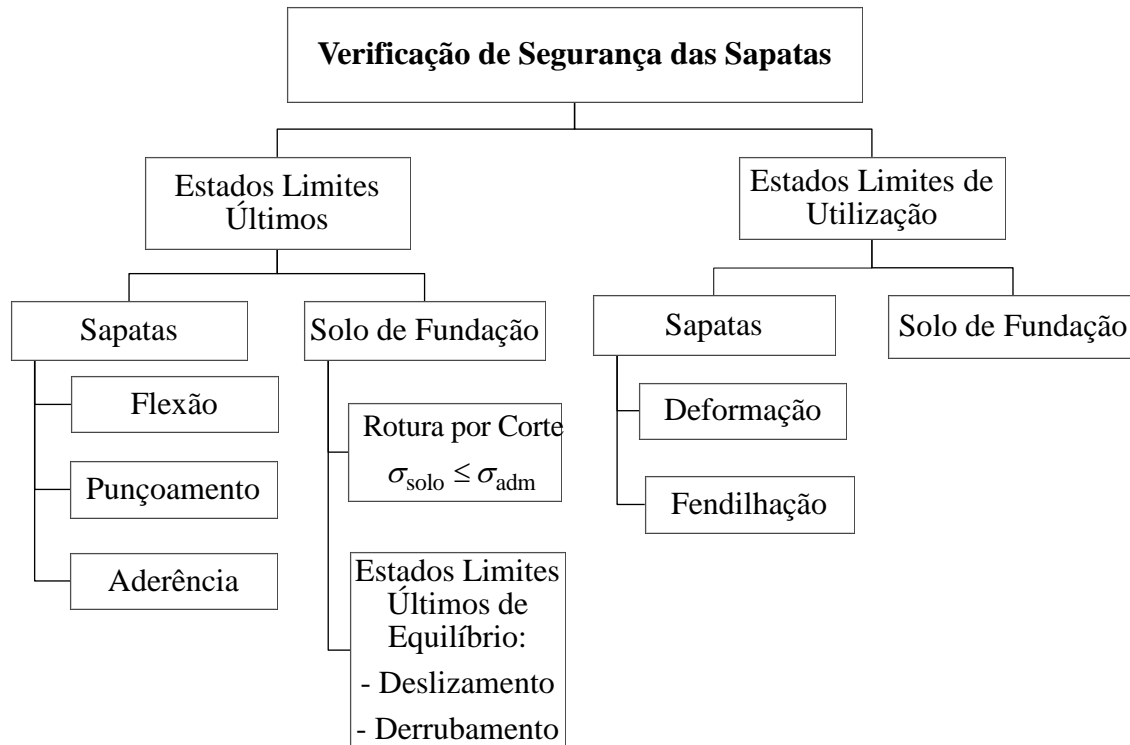 Verificação de Segurança das Sapatas
Estados Limites
Últimos
Estados Limites de
Utilização
Sapatas
Solo de Fundação
Sapatas
Solo de Fundação
Flexão
Punçoamento
Aderência
Rotura por Corte
σsolo ≤ σadm
Estados Limites
Últimos de
Equilíbrio:
- Deslizamento
- Derrubamento
Deformação
Fendilhação